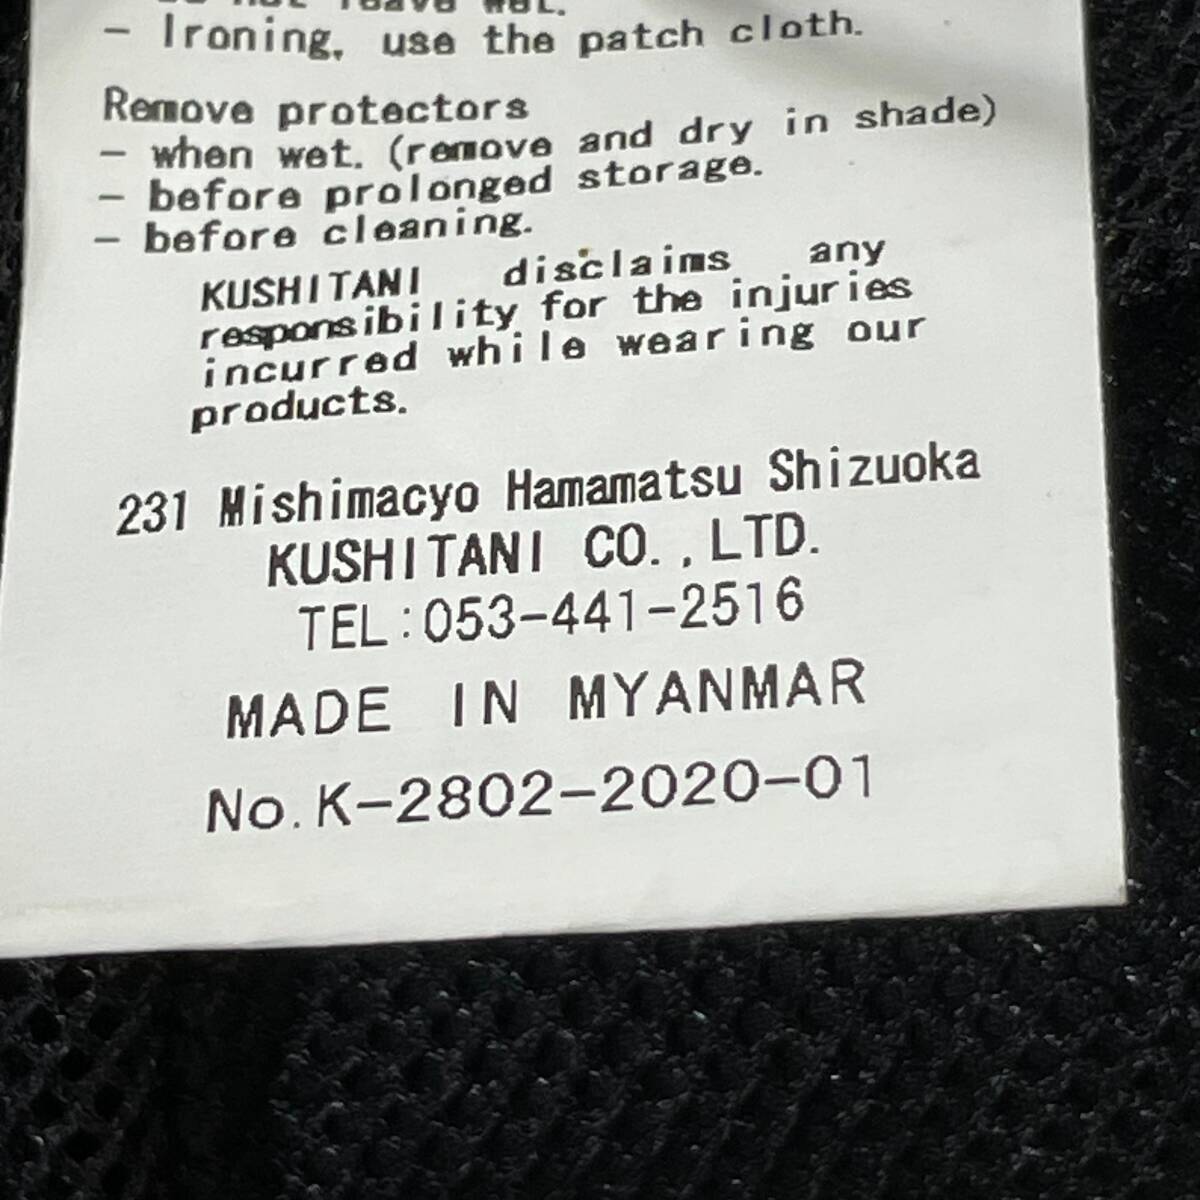 leave wet.
- Ironing, use the patch cloth.
Remove protectors
- when wet. (remove and dry in shade)
- before prolonged storage.
- before cleaning.
KUSHITANI disclaims any
responsibility for the injuries
incurred while wearing our
products.
231 Mishimacyo Hamamatsu Shizuoka
KUSHITANI CO.,LTD.
TEL:053-441-2516
MADE IN MYANMAR
No.K-2802-2020-01